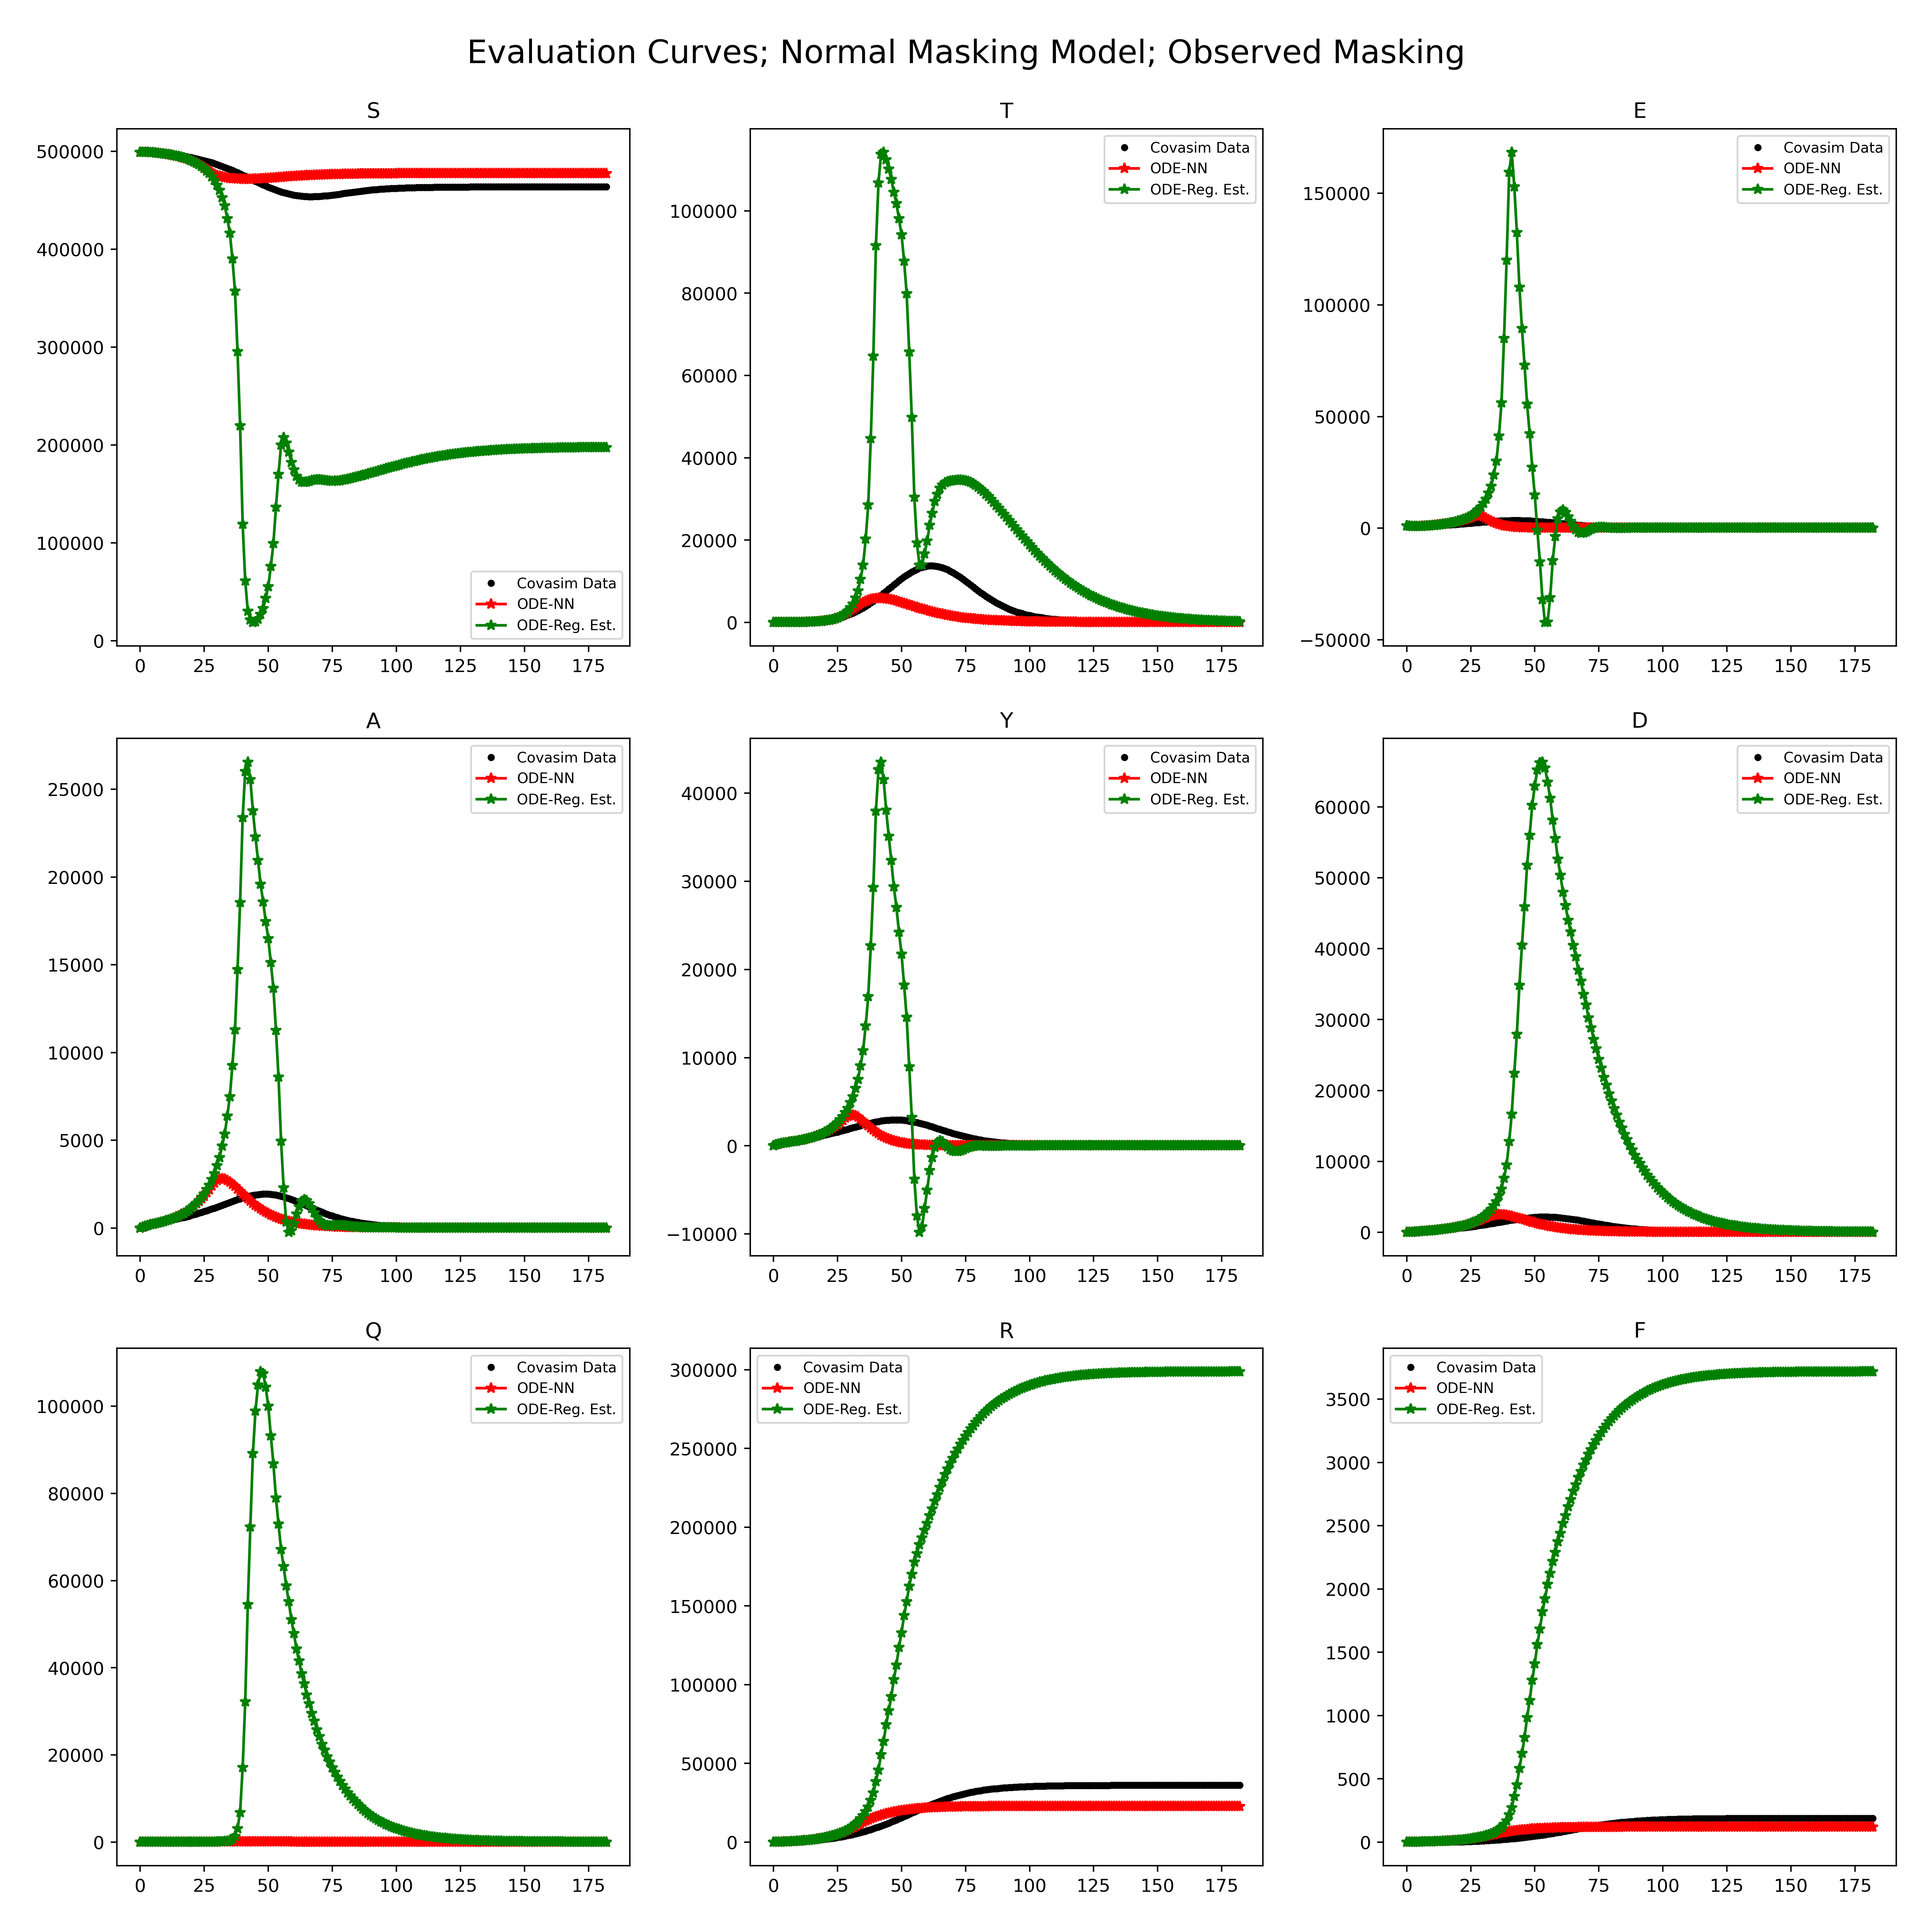 Evaluation Curves; Normal Masking Model; Observed Masking
S
500000
400000
300000
200000
100000
0
Covasim Data
ODE-NN
ODE-Reg. Est.
0 25 50 75 100 125 150 175
T
100000
80000
60000
40000
20000
0
Covasim Data
ODE-NN
ODE-Reg. Est.
0 25 50 75 100 125 150 175
E
150000
100000
50000
0
−50000
Covasim Data
ODE-NN
ODE-Reg. Est.
0 25 50 75 100 125 150 175
A
25000
20000
15000
10000
5000
0
Covasim Data
ODE-NN
ODE-Reg. Est.
0 25 50 75 100 125 150 175
Y
40000
30000
20000
10000
0
−10000
Covasim Data
ODE-NN
ODE-Reg. Est.
0 25 50 75 100 125 150 175
D
60000
50000
40000
30000
20000
10000
0
Covasim Data
ODE-NN
ODE-Reg. Est.
0 25 50 75 100 125 150 175
Q
100000
80000
60000
40000
20000
0
Covasim Data
ODE-NN
ODE-Reg. Est.
0 25 50 75 100 125 150 175
R
300000
250000
200000
150000
100000
50000
0
Covasim Data
ODE-NN
ODE-Reg. Est.
0 25 50 75 100 125 150 175
F
3500
3000
2500
2000
1500
1000
500
0
Covasim Data
ODE-NN
ODE-Reg. Est.
0 25 50 75 100 125 150 175